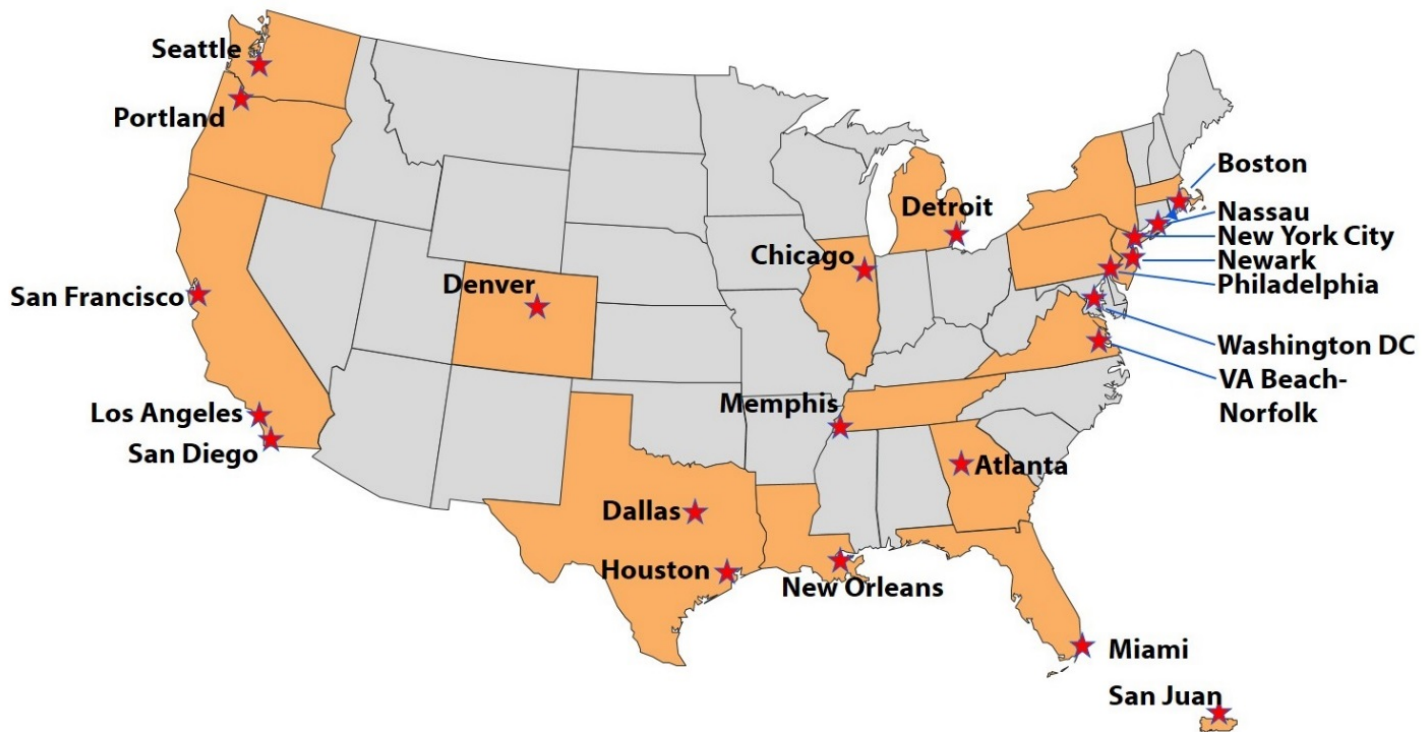 Seattle
Portland
Boston
Detroit
Nassau
New York City
Chicago
Newark
Denver
Philadelphia
San Francisco
Washington DC
VA Beach-
Norfolk
Memphis
Los Angeles
San Diego
Atlanta
Dallas
Houston
New Orleans
Miami
San Juan